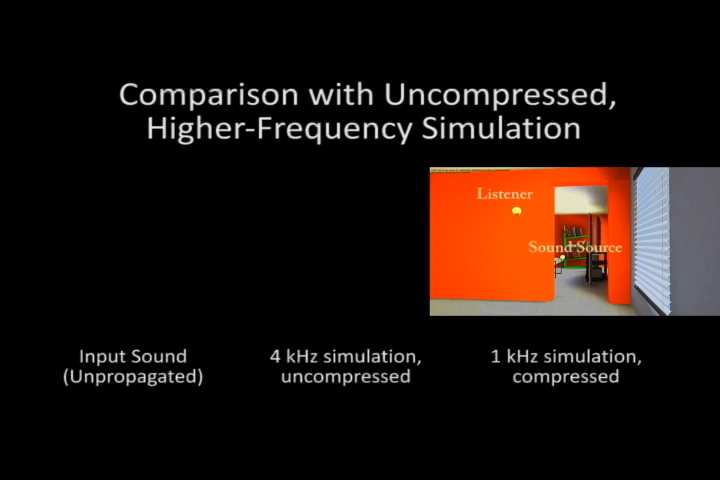 Comparison with Uncompressed,
Higher-Frequency Simulation
Listener
Sound Source
Input Sound
(Unpropagated)
4 kHz simulation,
uncompressed
1 kHz simulation,
compressed